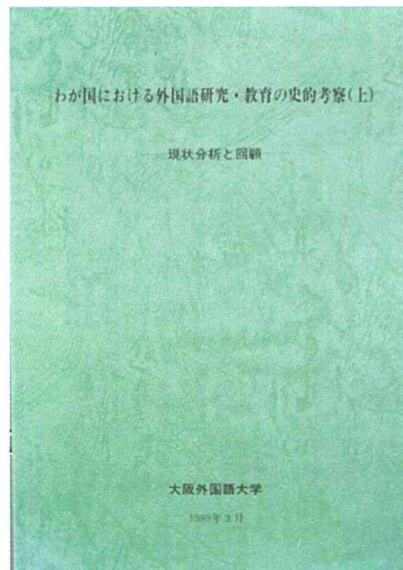 わが国における外国語研究・教育の史的考察(上)
現状分析と回顧
大阪外国語大学
1989年3月